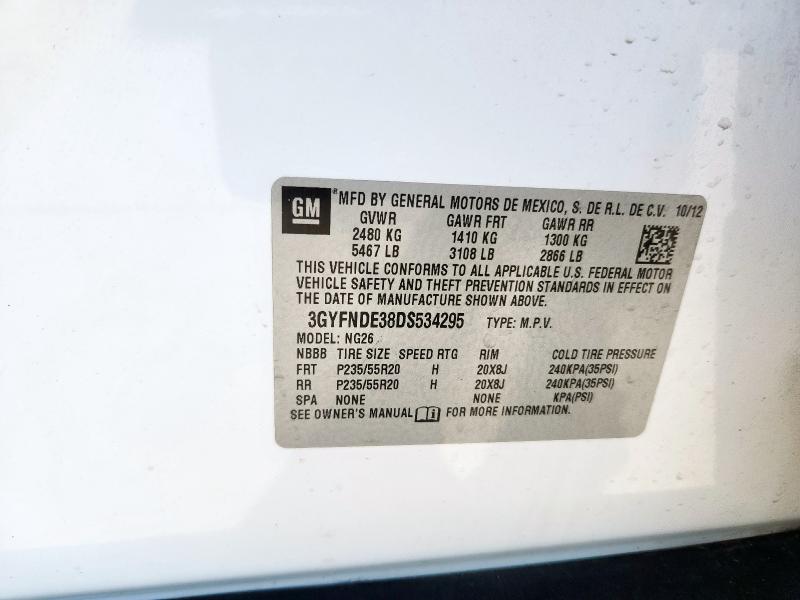 GM ® MFD BY GENERAL MOTORS DE MEXICO, S. DE R.L. DE C.V. 10/12
GVWR GAWR FRT GAWR RR
2480 KG 1410 KG 1300 KG
5467 LB 3108 LB 2866 LB
THIS VEHICLE CONFORMS TO ALL APPLICABLE U.S. FEDERAL MOTOR
VEHICLE SAFETY AND THEFT PREVENTION STANDARDS IN EFFECT ON
THE DATE OF MANUFACTURE SHOWN ABOVE.
3GYFNDE38DS534295 TYPE: M.P.V.
MODEL: NG26
NBBB TIRE SIZE SPEED RTG RIM COLD TIRE PRESSURE
FRT P235/55R20 H 20X8J 240KPA(35PSI)
RR P235/55R20 H 20X8J 240KPA(35PSI)
SPA NONE NONE KPA(PSI)
SEE OWNER'S MANUAL FOR MORE INFORMATION.